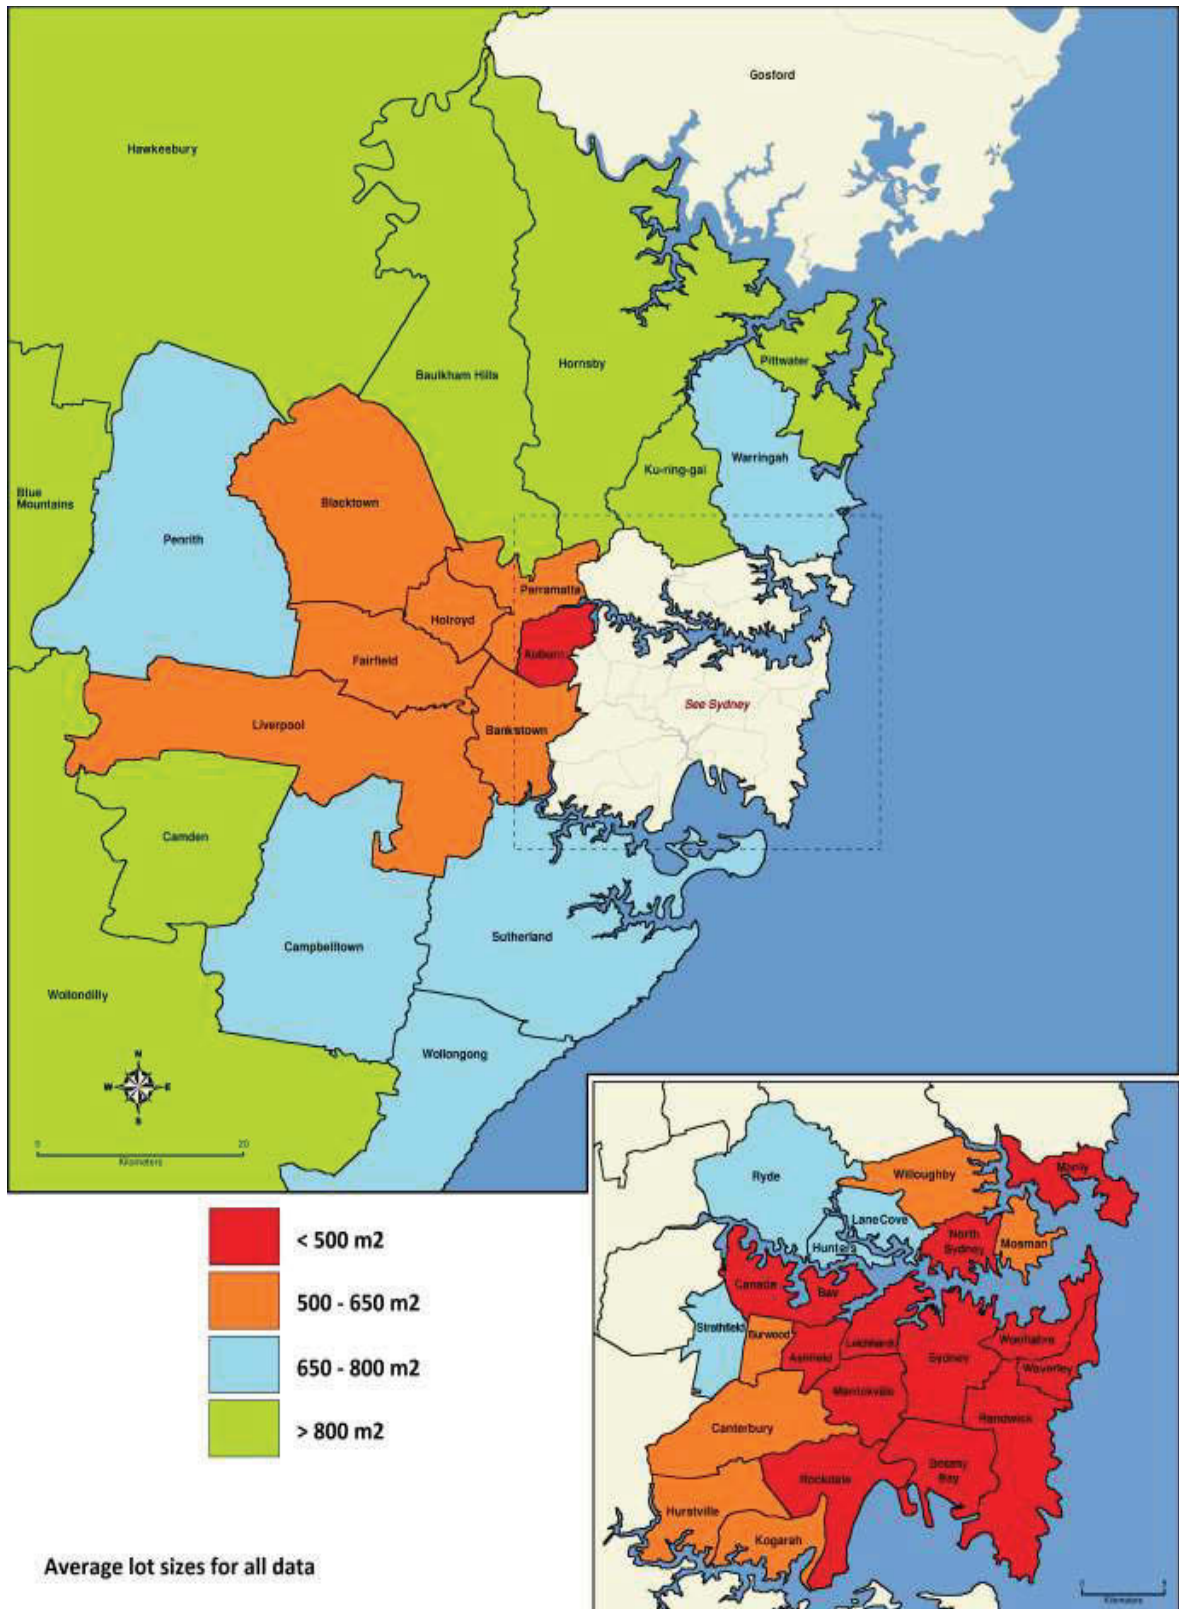 Gosford
Hawkesbury
Pittwater
Hornsby
Baulkham Hills
Warringah
Ku-ring-gai
Blue
Mountains
Blacktown
Penrith
Parramatta
Holroyd
Auburn
Fairfield
See Sydney
Liverpool
Bankstown
Camden
Sutherland
Campbelltown
Wollondilly
Wollongong
N
W
E
S
0
20
Kilometers
Manly
Ryde
Willoughby
Lane Cove
North
Sydney
Mosman
Hunters
Canada
Bay
Strathfield
Burwood
Ashfield
Leichhardt
Sydney
Woollahra
Waverley
Marrickville
Randwick
Canterbury
Botany
Bay
Rockdale
Hurstville
Kogarah
Kilometers
< 500 m2
500 - 650 m2
650 - 800 m2
> 800 m2
Average lot sizes for all data